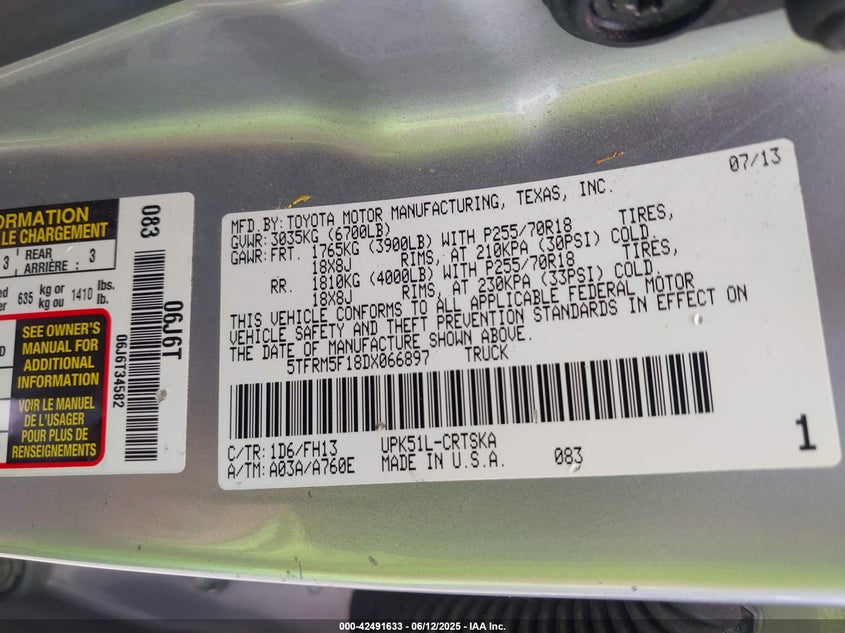 ORMATION
LE CHARGEMENT
3 REAR ARRIÈRE : 3
635 kg or kg ou 1410 lbs. lb.
SEE OWNER'S
MANUAL FOR
ADDITIONAL
INFORMATION
VOIR LE MANUEL
DE L'USAGER
POUR PLUS DE
RENSEIGNEMENTS
083
06J6T
06J6T34582
07/13
MFD.BY:TOYOTA MOTOR MANUFACTURING, TEXAS, INC.
GVWR: 3035KG (6700LB)
GAWR: FRT. 1765KG (3900LB) WITH P255/70R18 TIRES,
18X8J RIMS, AT 210KPA (30PSI) COLD.
RR. 1810KG (4000LB) WITH P255/70R18 TIRES,
18X8J RIMS, AT 230KPA (33PSI) COLD.
THIS VEHICLE CONFORMS TO ALL APPLICABLE FEDERAL MOTOR
VEHICLE SAFETY AND THEFT PREVENTION STANDARDS IN EFFECT ON
THE DATE OF MANUFACTURE SHOWN ABOVE.
5TFRM5F18DX066897 TRUCK
C/TR: 1D6/FH13 UPK51L-CRTSKA
A/TM: A03A/A760E MADE IN U.S.A. 083
1
000-42491633 - 06/12/2025 - IAA Inc.